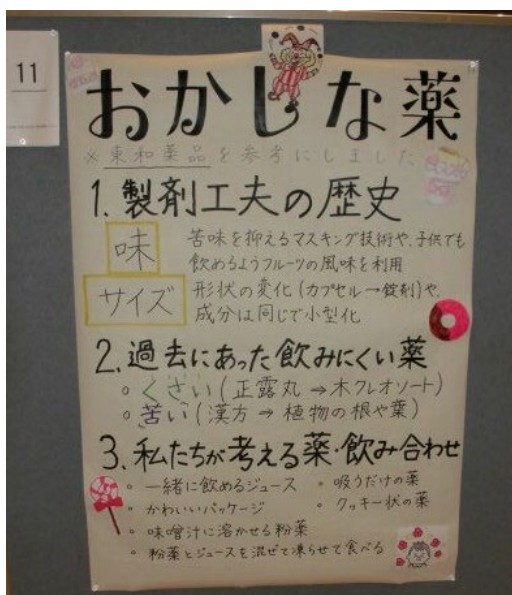 11
おかしな薬
※東和薬品を参考にしました
1.製剤工夫の歴史
味
苦味を抑えるマスキング技術や、子供でも
飲めるようフルーツの風味を利用
サイズ
形状の変化(カプセル→錠剤)や、
成分は同じで小型化
2.過去にあった飲みにくい薬
・くさい(正露丸→木クレオソート)
・苦い(漢方→植物の根や葉)
3.私たちが考える薬・飲み合わせ
・一緒に飲めるジュース
・吸うだけの薬
・かわいいパッケージ
・クッキー状の薬
・味噌汁に溶かせる粉薬
・粉薬とジュースを混ぜて凍らせて食べる